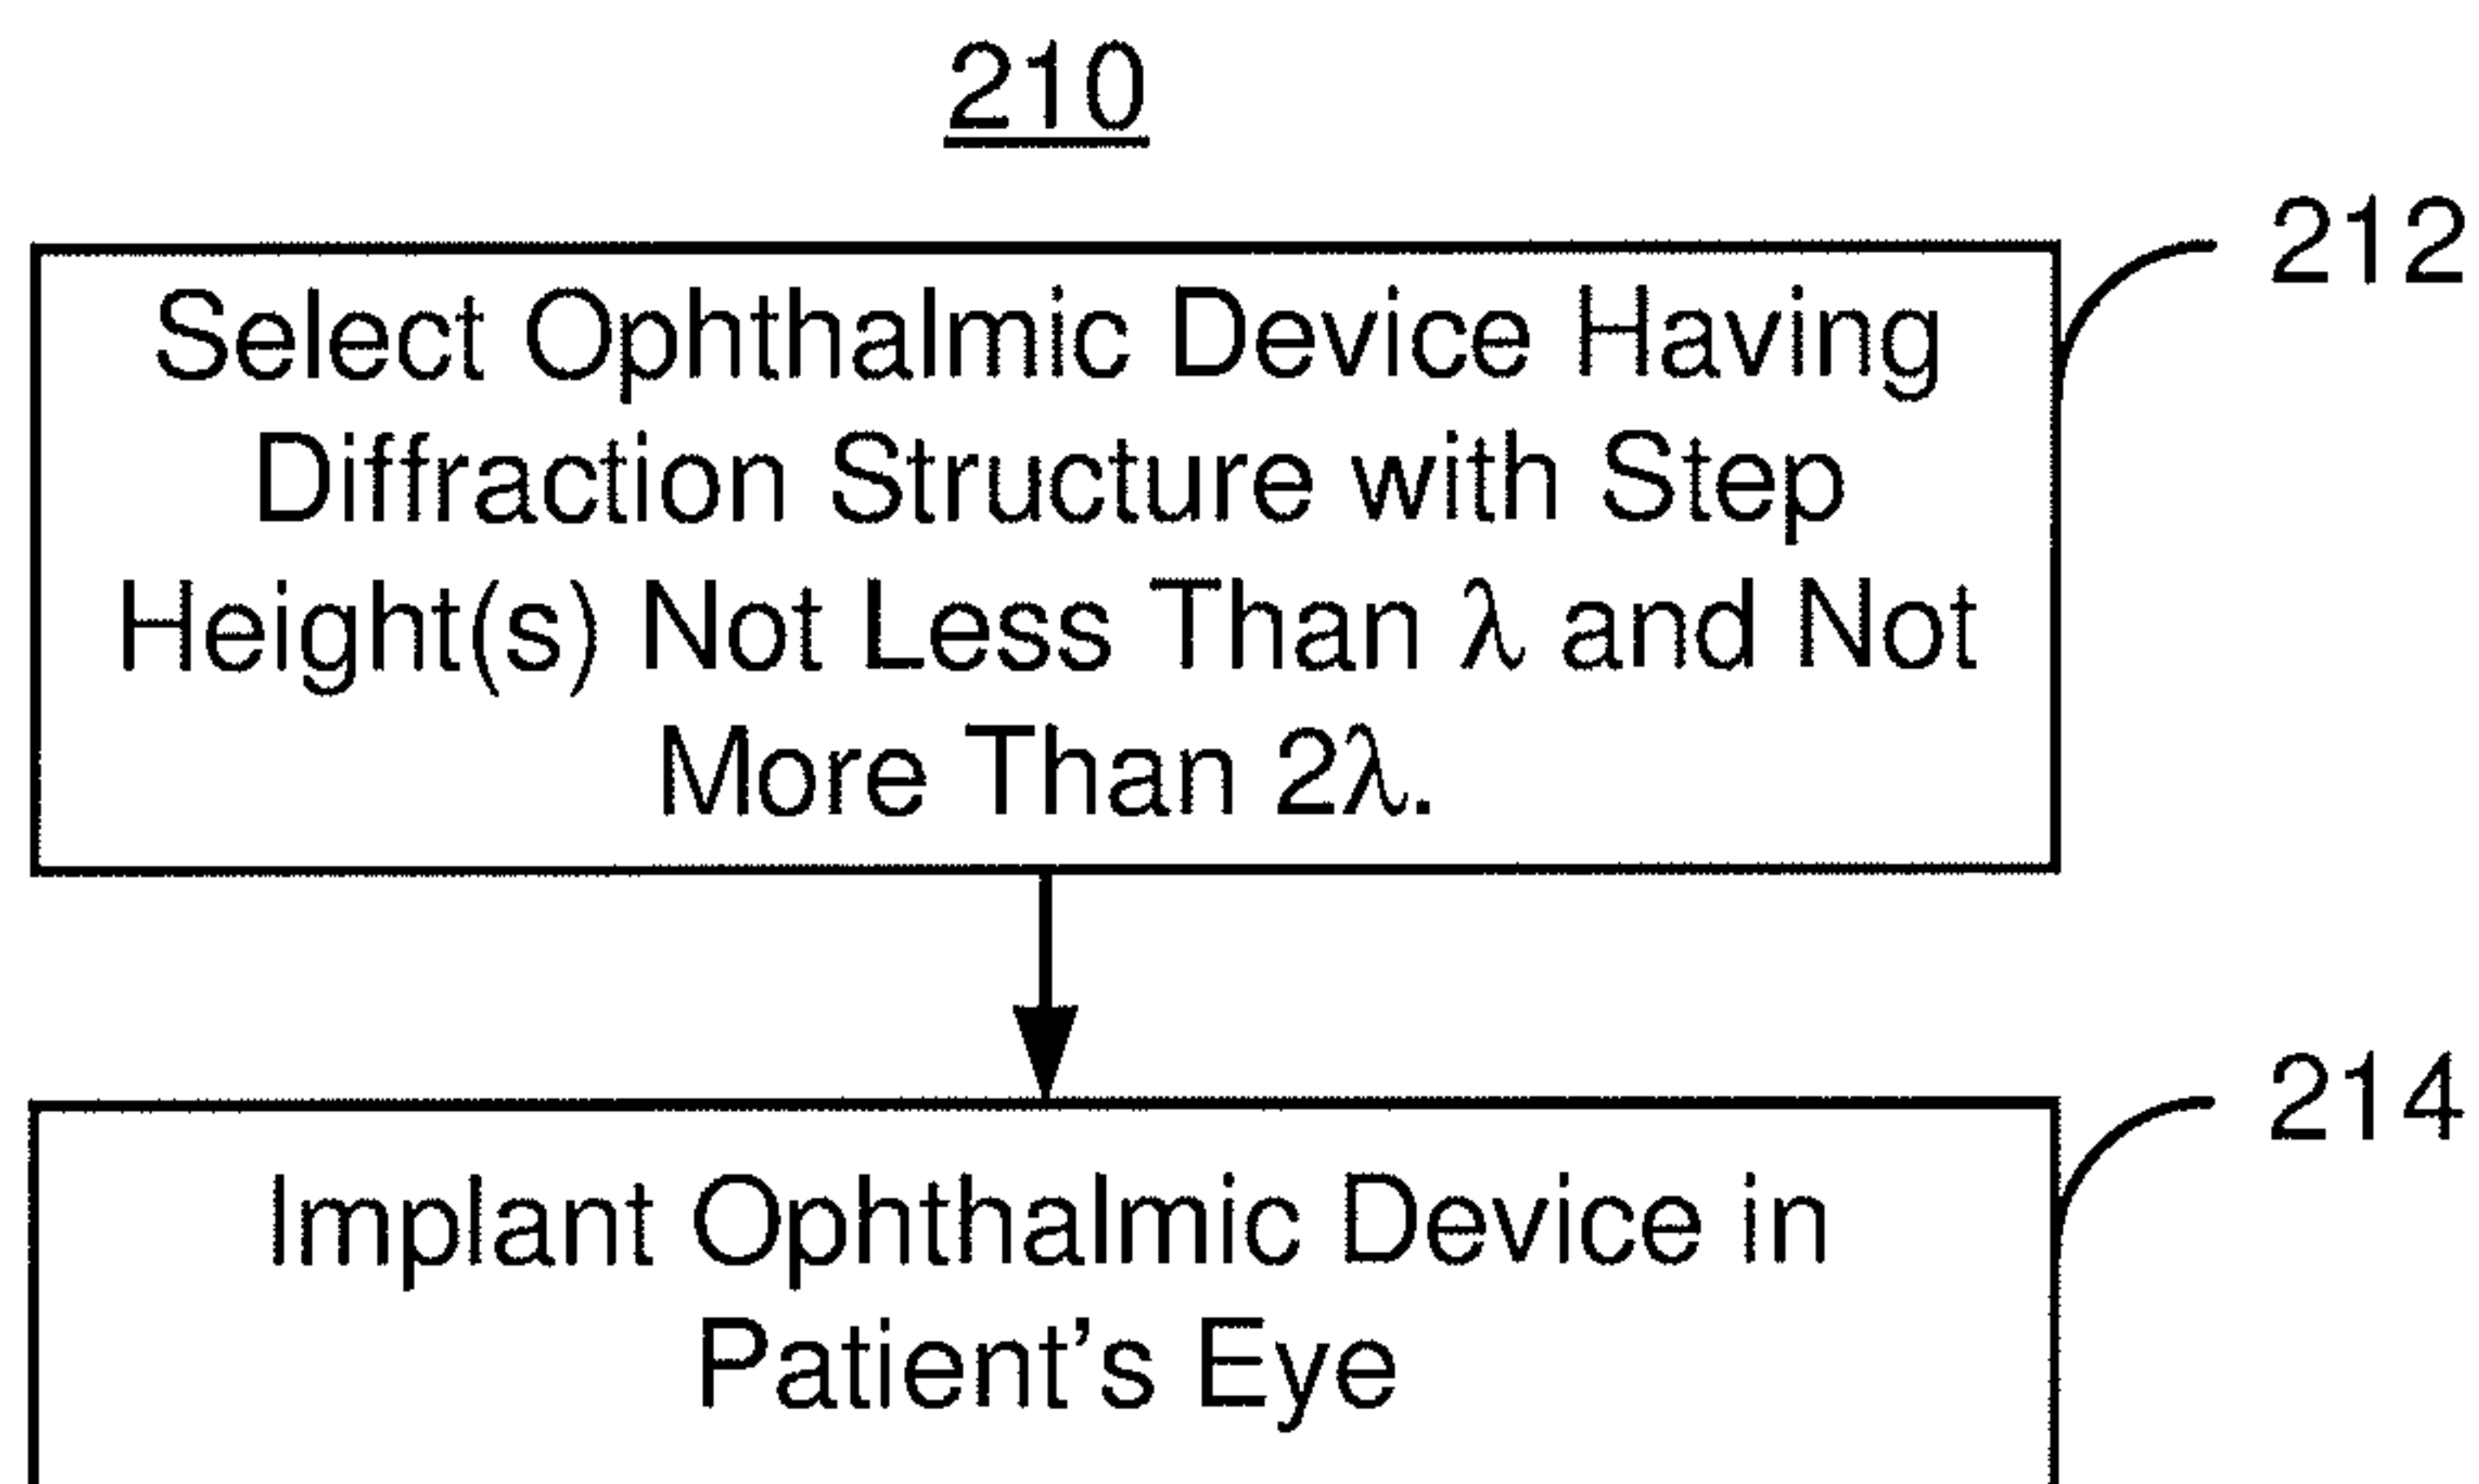 210
212
Select Ophthalmic Device Having
Diffraction Structure with Step
Height(s) Not Less Than λ and Not
More Than 2λ.
214
Implant Ophthalmic Device in
Patient's Eye